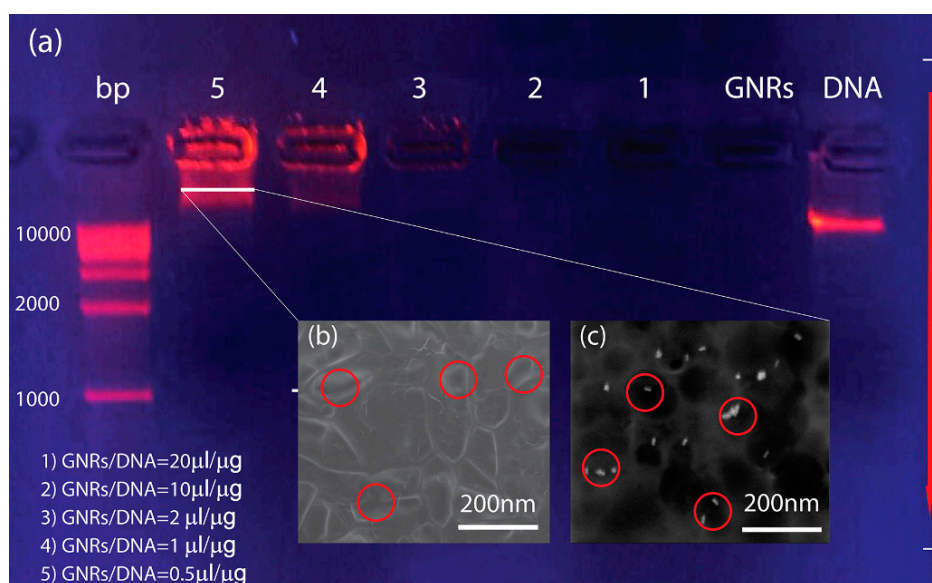 (a)
bp 5 4 3 2 1 GNRs DNA
10000
2000
1000
(b)
(c)
200nm
200nm
1) GNRs/DNA=20μl/μg
2) GNRs/DNA=10μl/μg
3) GNRs/DNA=2 μl/μg
4) GNRs/DNA=1 μl/μg
5) GNRs/DNA=0.5μl/μg